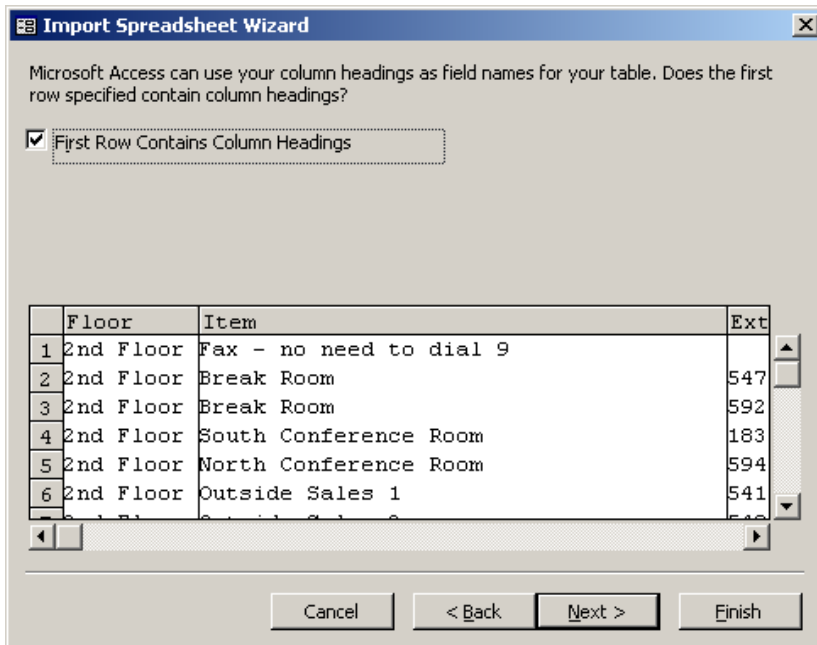 Import Spreadsheet Wizard
Microsoft Access can use your column headings as field names for your table. Does the first
row specified contain column headings?
First Row Contains Column Headings
Floor Item Ext
1 2nd Floor Fax - no need to dial 9
2 2nd Floor Break Room 547
3 2nd Floor Break Room 592
4 2nd Floor South Conference Room 183
5 2nd Floor North Conference Room 594
6 2nd Floor Outside Sales 1 541
Cancel < Back Next > Finish